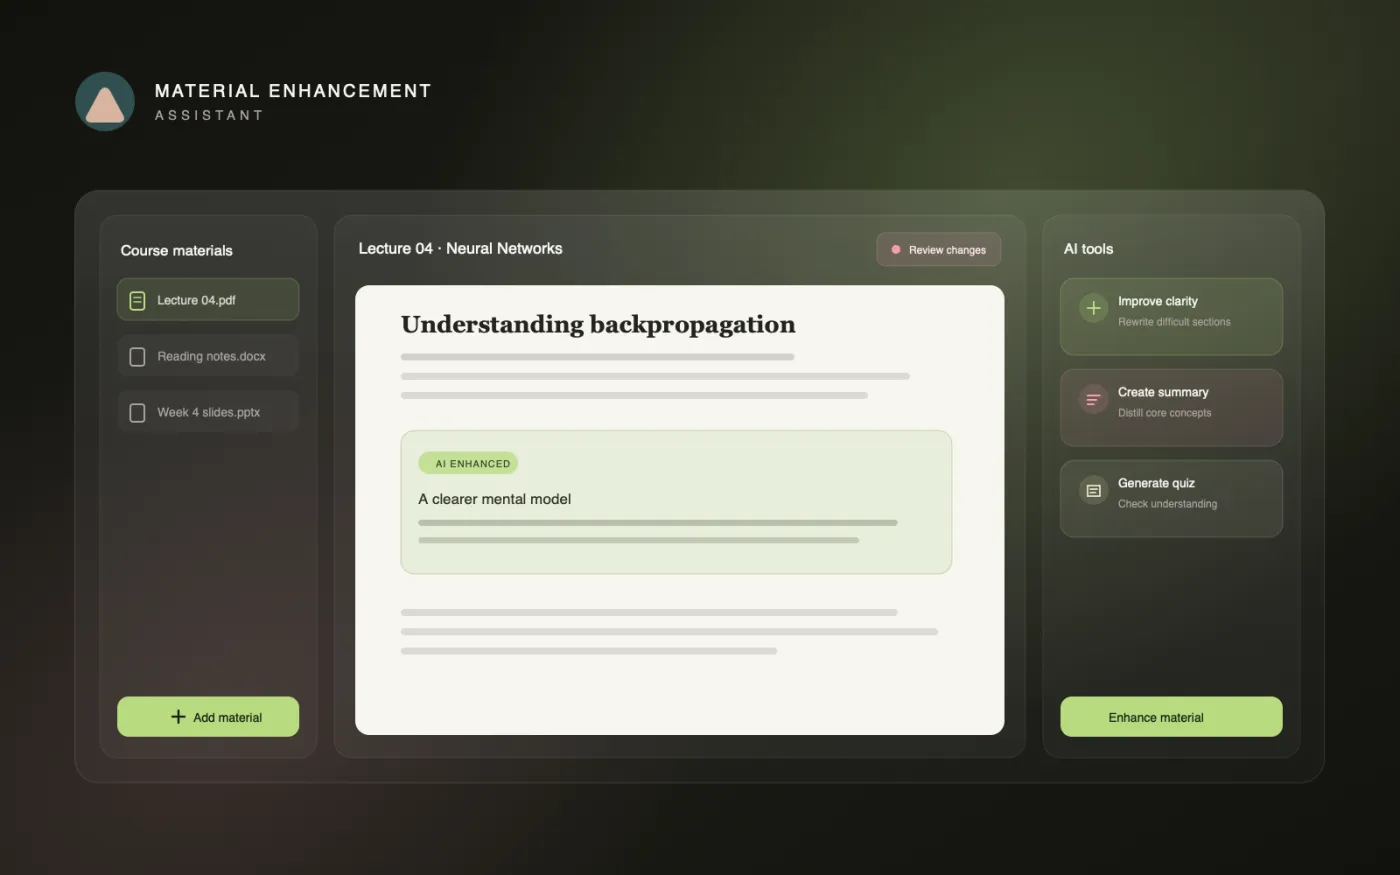 MATERIAL ENHANCEMENT
ASSISTANT
Course materials
Lecture 04.pdf
Reading notes.docx
Week 4 slides.pptx
Add material
Lecture 04 · Neural Networks
Review changes
Understanding backpropagation
AI ENHANCED
A clearer mental model
AI tools
Improve clarity
Rewrite difficult sections
Create summary
Distill core concepts
Generate quiz
Check understanding
Enhance material